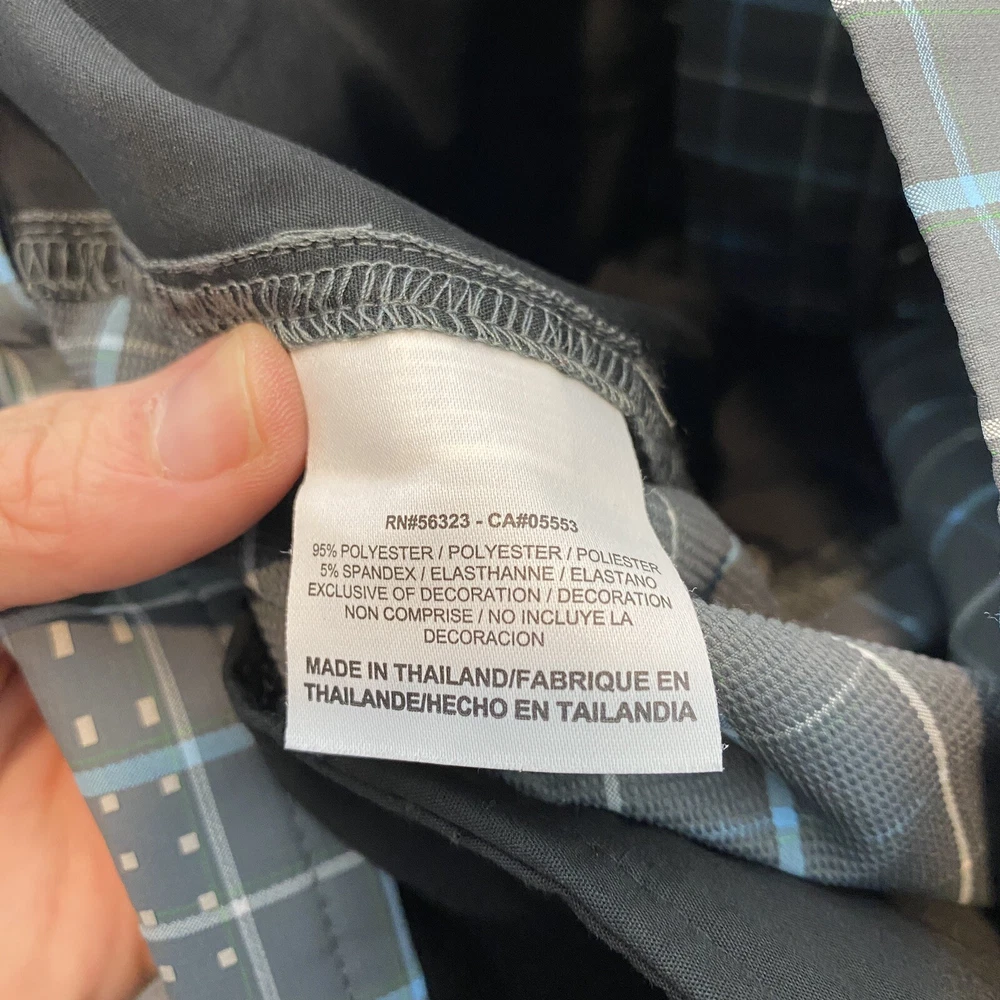 RN#56323 - CA#05553
95% POLYESTER / POLYESTER / POLIESTER
5% SPANDEX / ELASTHANNE / ELASTANO
EXCLUSIVE OF DECORATION / DECORATION
NON COMPRISE / NO INCLUYE LA
DECORACION
MADE IN THAILAND/FABRIQUE EN
THAILANDE/HECHO EN TAILANDIA